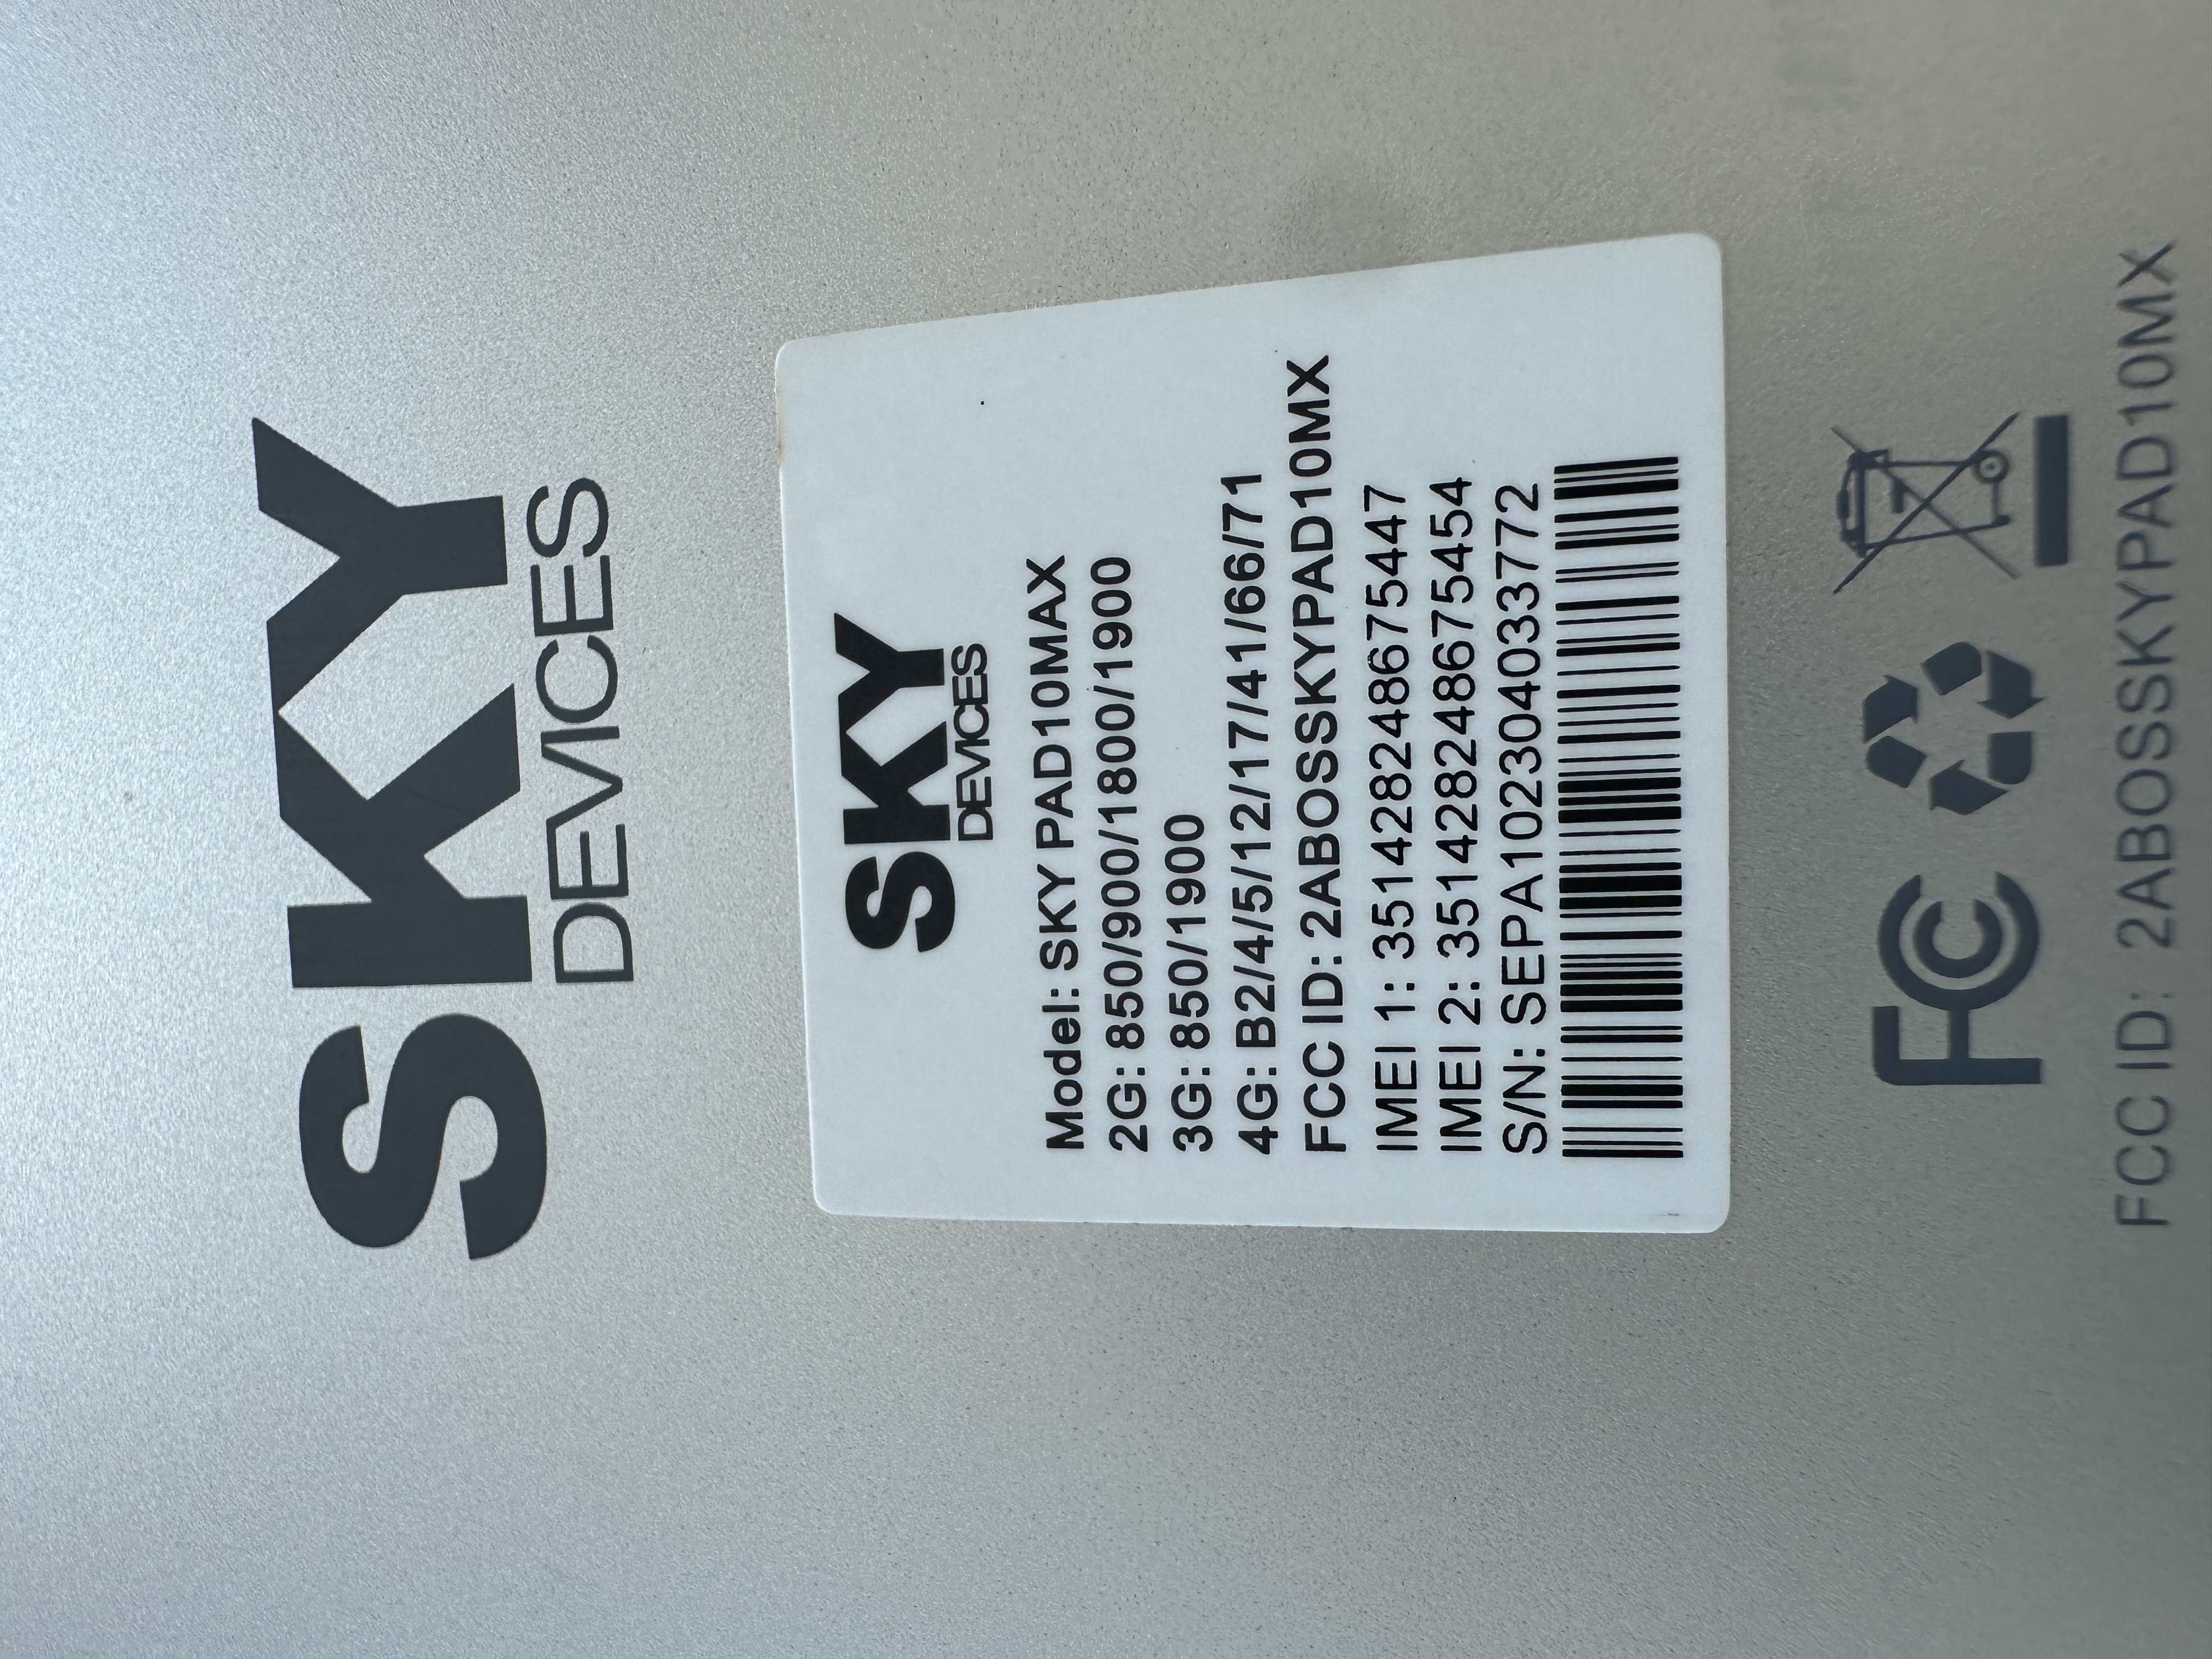 SKY
DEVICES
SKY
DEVICES
Model: SKY PAD10MAX
2G: 850/900/1800/1900
3G: 850/1900
4G: B2/4/5/12/17/41/66/71
FCC ID: 2ABOSSKYPAD10MX
IMEI 1: 351428248675447
IMEI 2: 351428248675454
S/N: SEPA102304033772
FC
FCC ID: 2ABOSSKYPAD10MX